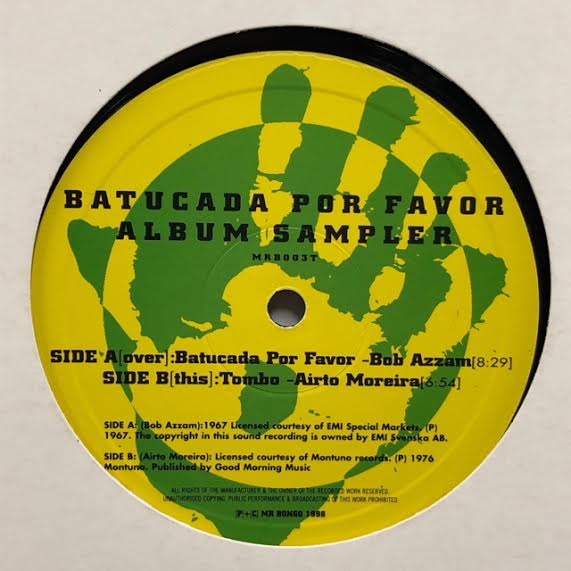 BATUCADA POR FAVOR
ALBUM SAMPLER
MRB003T
SIDE A[over]:Batucada Por Favor -Bob Azzam[8:29]
SIDE B[this]:Tombo -Airto Moreira[6:54]
SIDE A: (Bob Azzam):1967 Licensed courtesy of EMI Special Markets. (P)
1967. The copyright in this sound recording is owned by EMI Svenska AB.
SIDE B: (Airto Moreira): Licensed courtesy of Montuno records. (P) 1976
Montuno. Published by Good Morning Music
ALL RIGHTS OF THE MANUFACTURER & THE OWNER OF THE RECORDED WORK RESERVED.
UNAUTHORISED COPYING, PUBLIC PERFORMANCE & BROADCASTING OF THIS WORK PROHIBITED
[P+C] MR BONGO 1998